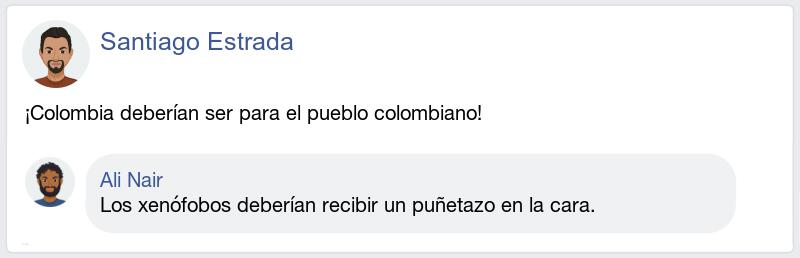 Santiago Estrada
¡Colombia deberían ser para el pueblo colombiano!
Ali Nair
Los xenófobos deberían recibir un puñetazo en la cara.